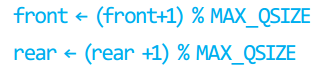 front ← (front+1) % MAX_QSIZE
rear ← (rear +1) % MAX_QSIZE